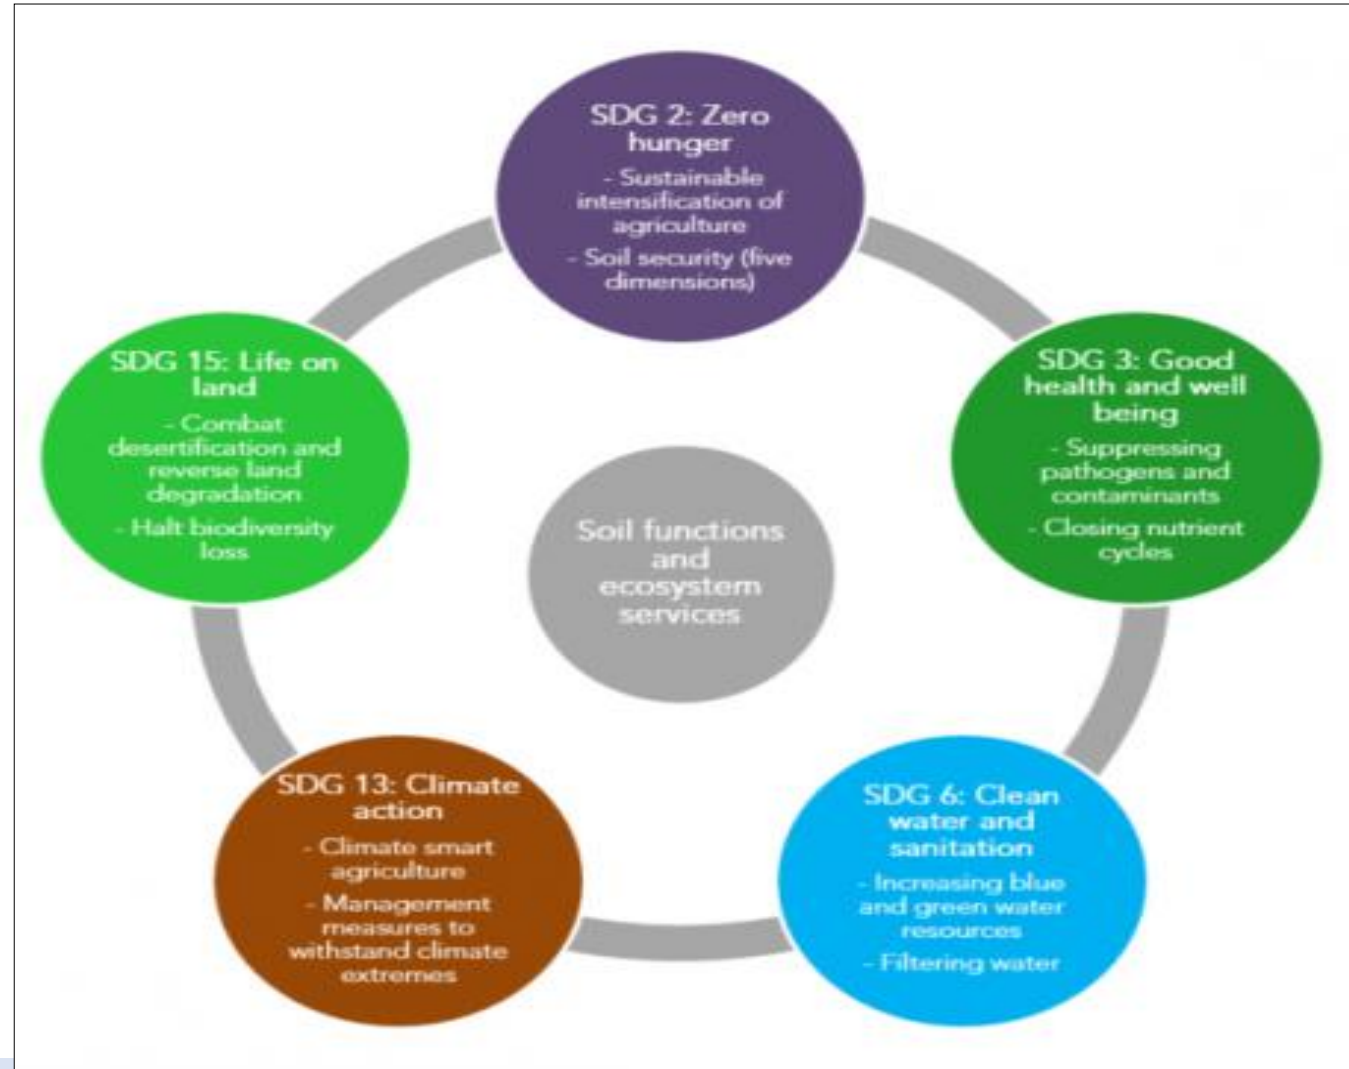 SDG 2: Zero
hunger
- Sustainable
intensification of
agriculture
- Soil security (five
dimensions)
SDG 3: Good
health and well
being
- Suppressing
pathogens and
contaminants
- Closing nutrient
cycles
SDG 6: Clean
water and
sanitation
- Increasing blue
and green water
resources
- Filtering water
SDG 13: Climate
action
- Climate smart
agriculture
- Management
measures to
withstand climate
extremes
SDG 15: Life on
land
- Combat
desertification and
reverse land
degradation
- Halt biodiversity
loss
Soil functions
and
ecosystem
services